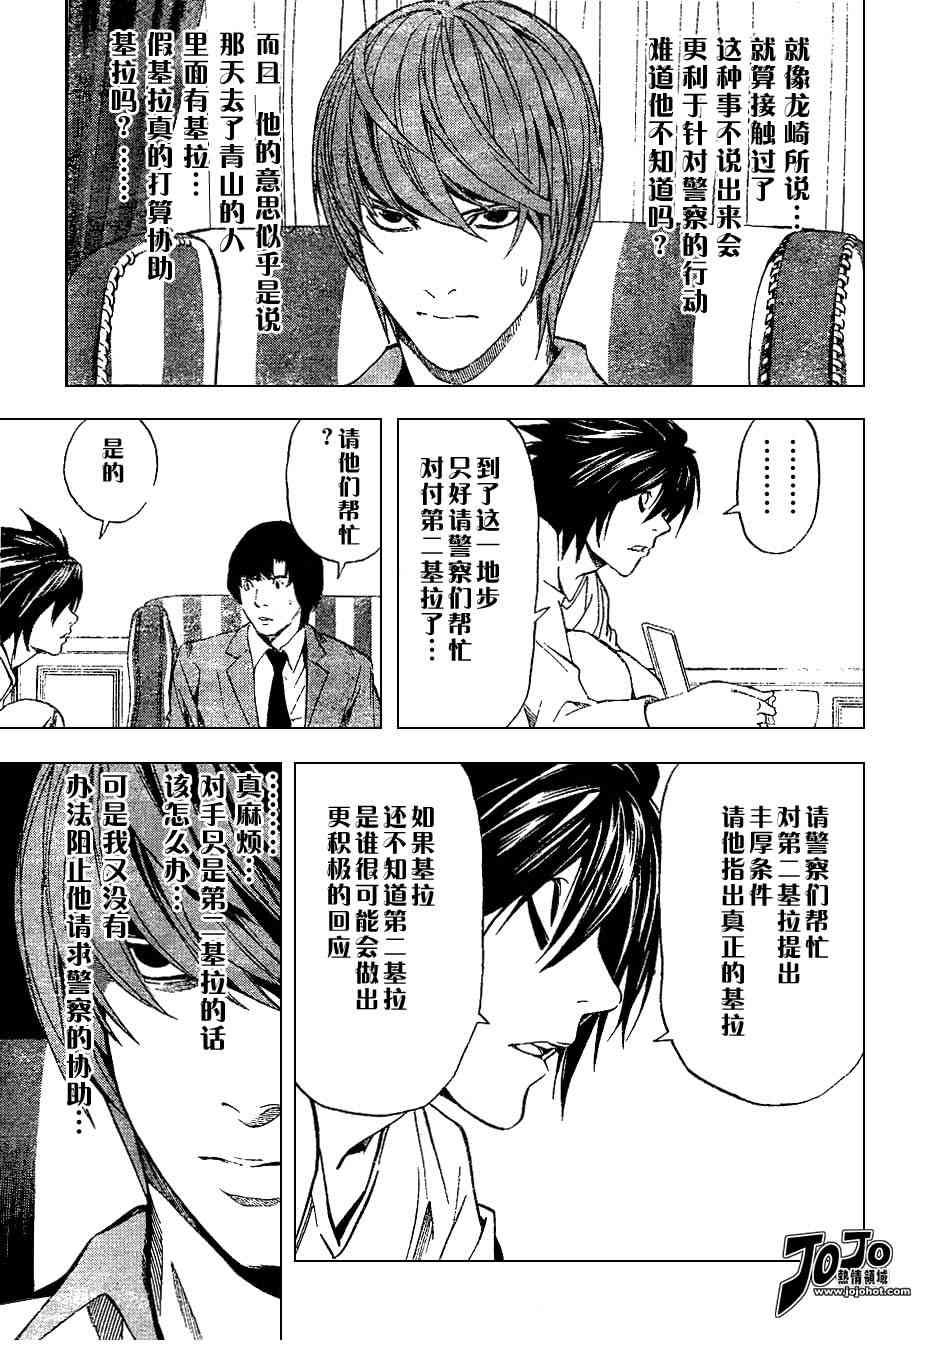 就像龙崎所说…
就算接触过了
这种事不说出来会
更利于针对警察的行动
难道他不知道吗？
而且　他的意思似乎是说
那天去了青山的人
里面有基拉…
假基拉真的打算协助
基拉吗？……
………
到了这一地步
只好请警察们帮忙
对付第二基拉了…
请他们帮忙
？
是的
请警察们帮忙
对第二基拉提出
丰厚条件
请他指出真正的基拉
如果基拉
还不知道第二基拉
是谁很可能会做出
更积极的回应
………
真麻烦…
对手只是第二基拉的话
该怎么办…
可是我又没有
办法阻止他请求警察的协助…
JOJO
熱情領域
www.jojohot.com